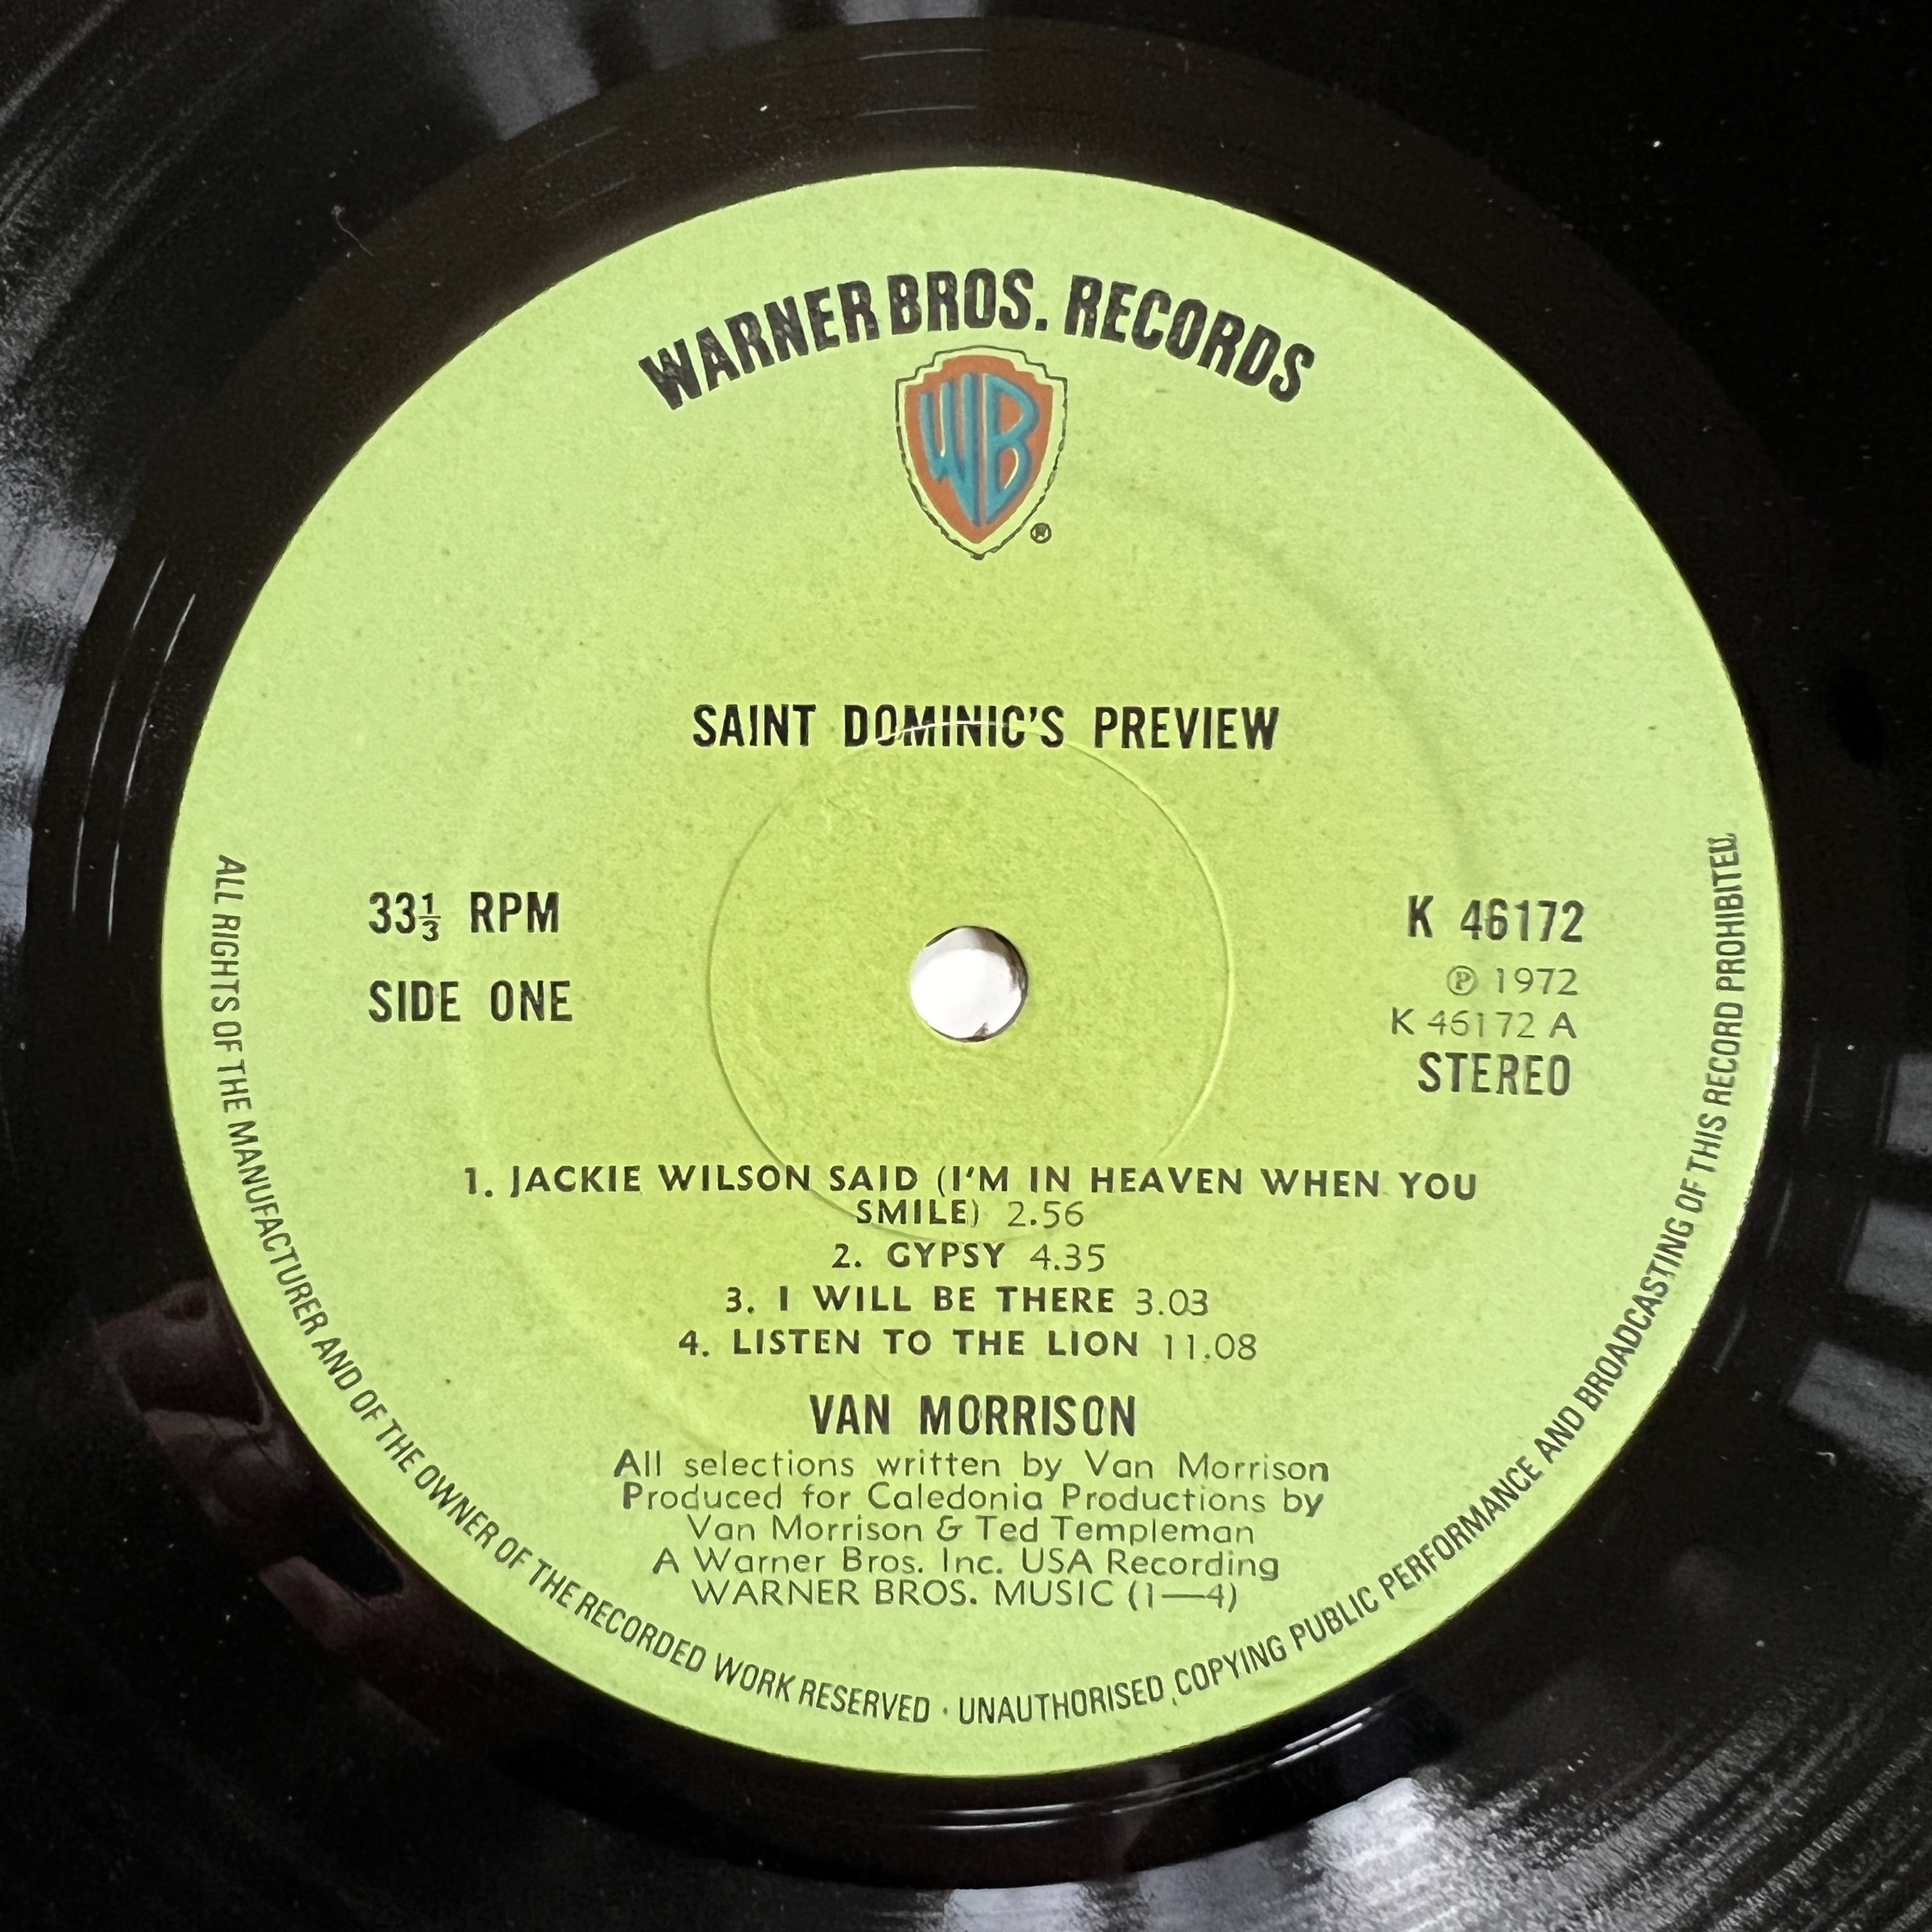 WARNER BROS. RECORDS
WB
®
SAINT DOMINIC'S PREVIEW
33⅓ RPM
SIDE ONE
K 46172
℗ 1972
K 46172 A
STEREO
1. JACKIE WILSON SAID (I'M IN HEAVEN WHEN YOU
SMILE) 2.56
2. GYPSY 4.35
3. I WILL BE THERE 3.03
4. LISTEN TO THE LION 11.08
VAN MORRISON
All selections written by Van Morrison
Produced for Caledonia Productions by
Van Morrison & Ted Templeman
A Warner Bros. Inc. USA Recording
WARNER BROS. MUSIC (1—4)
ALL RIGHTS OF THE MANUFACTURER AND OF THE OWNER OF THE RECORDED WORK RESERVED · UNAUTHORISED COPYING PUBLIC PERFORMANCE AND BROADCASTING OF THIS RECORD PROHIBITED